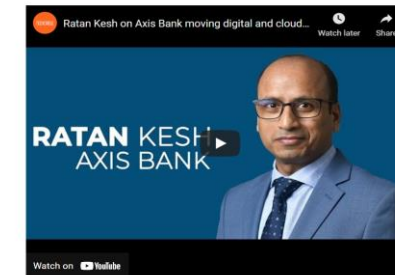 Ratan Kesh on Axis Bank moving digital and cloud...
Watch later
Share
RATAN KESH
AXIS BANK
Watch on YouTube